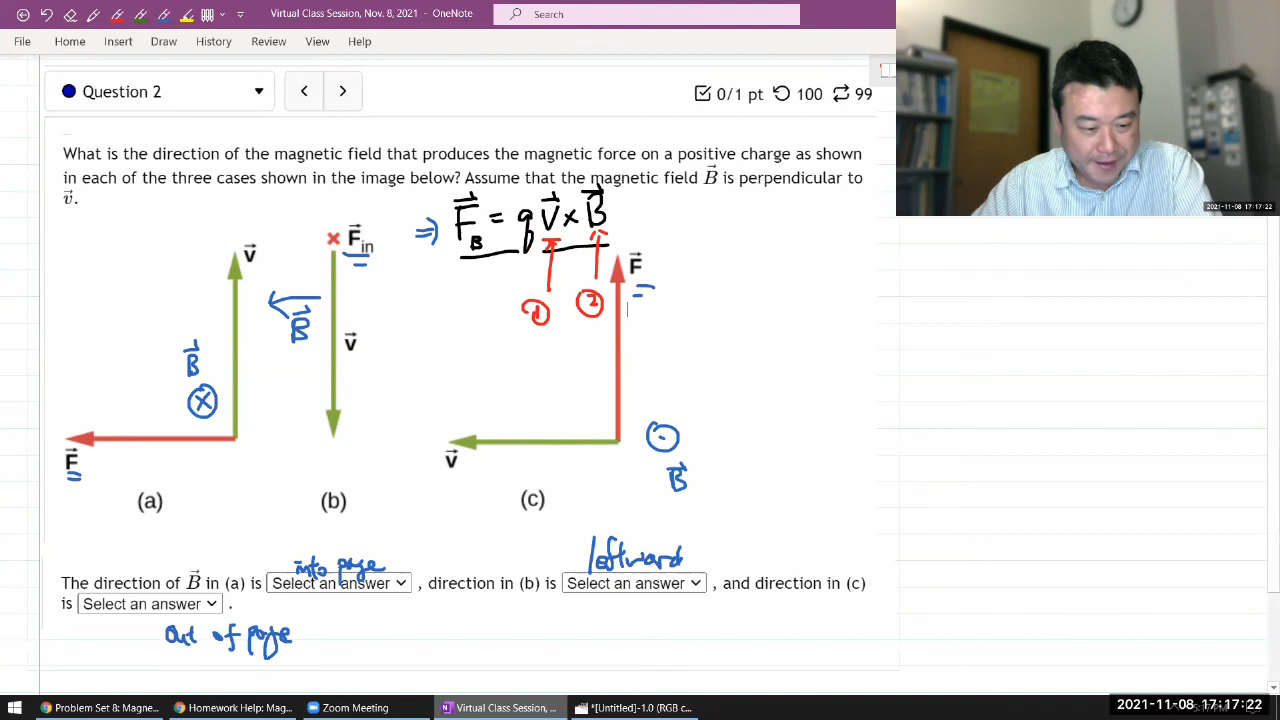 Virtual Class Session, Nov. 8, 2021 - OneNote
Search
File Home Insert Draw History Review View Help
Question 2
0/1 pt 100 99
What is the direction of the magnetic field that produces the magnetic force on a positive charge as shown
in each of the three cases shown in the image below? Assume that the magnetic field B⃗ is perpendicular to
v⃗.
⇒ F⃗_B = q v⃗ × B⃗
v⃗
F⃗in
F⃗
① ②
B⃗
v⃗
B⃗
F⃗
v⃗
B⃗
(a) (b) (c)
into page
leftward
The direction of B⃗ in (a) is Select an answer , direction in (b) is Select an answer , and direction in (c)
is Select an answer .
out of page
2021-11-08 17:17:22
Problem Set 8: Magne...
Homework Help: Mag...
Zoom Meeting
Virtual Class Session, ...
*[Untitled]-1.0 (RGB c...
2021-11-08 17:17:22